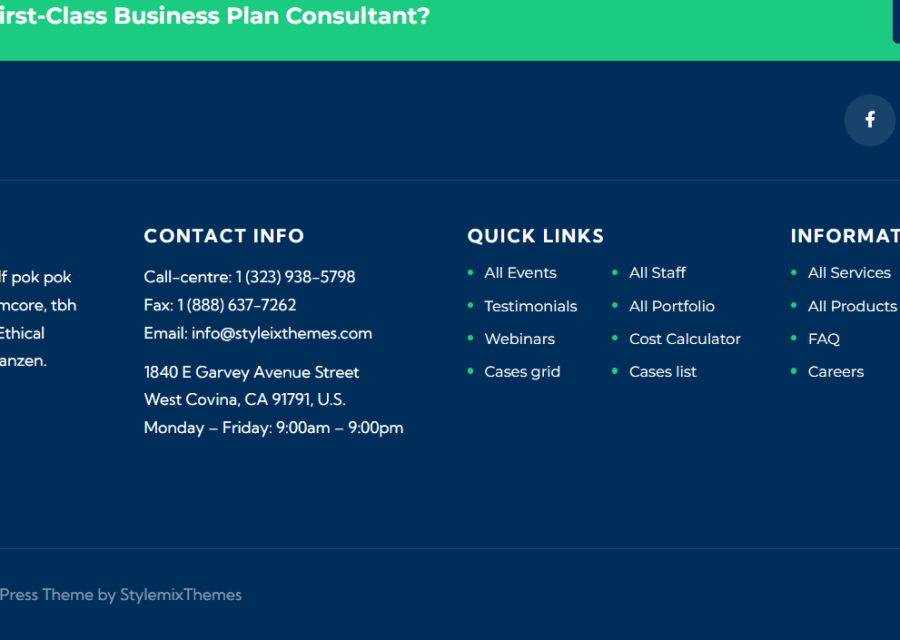 irst-Class Business Plan Consultant?
lf pok pok
mcore, tbh
Ethical
anzen.
CONTACT INFO
Call-centre: 1 (323) 938-5798
Fax: 1 (888) 637-7262
Email: info@styleixthemes.com
1840 E Garvey Avenue Street
West Covina, CA 91791, U.S.
Monday – Friday: 9:00am – 9:00pm
QUICK LINKS
All Events
Testimonials
Webinars
Cases grid
All Staff
All Portfolio
Cost Calculator
Cases list
INFORMAT
All Services
All Products
FAQ
Careers
Press Theme by StylemixThemes